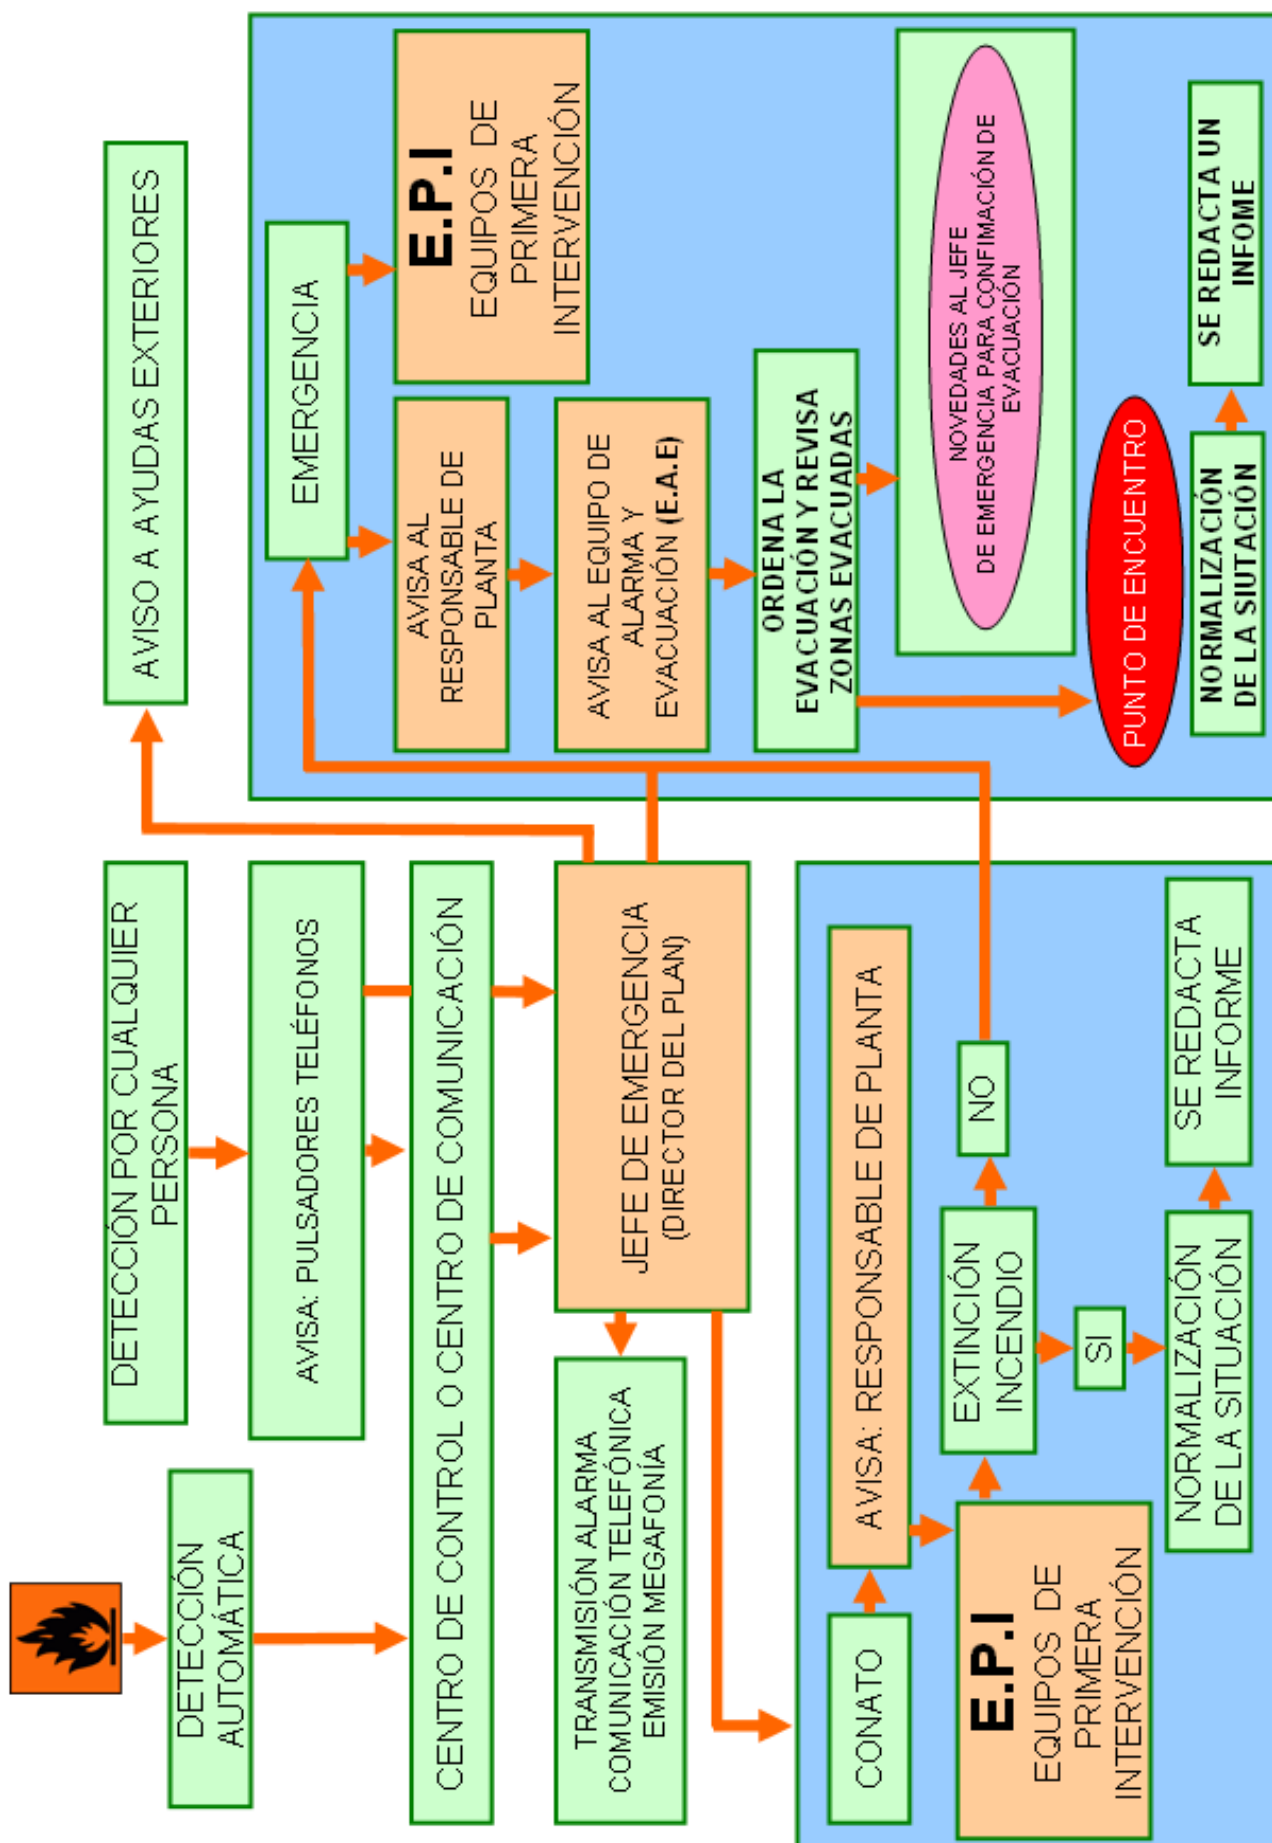 DETECCIÓN
AUTOMÁTICA
DETECCIÓN POR CUALQUIER
PERSONA
AVISO A AYUDAS EXTERIORES
AVISA: PULSADORES TELÉFONOS
CENTRO DE CONTROL O CENTRO DE COMUNICACIÓN
TRANSMISIÓN ALARMA
COMUNICACIÓN TELEFÓNICA
EMISIÓN MEGAFONÍA
JEFE DE EMERGENCIA
(DIRECTOR DEL PLAN)
CONATO
AVISA: RESPONSABLE DE PLANTA
E.P.I
EQUIPOS DE
PRIMERA
INTERVENCIÓN
EXTINCIÓN
INCENDIO
NO
SI
NORMALIZACIÓN
DE LA SITUACIÓN
SE REDACTA
INFORME
EMERGENCIA
AVISA AL
RESPONSABLE DE
PLANTA
E.P.I
EQUIPOS DE
PRIMERA
INTERVENCIÓN
AVISA AL EQUIPO DE
ALARMA Y
EVACUACIÓN (E.A.E)
ORDENA LA
EVACUACIÓN Y REVISA
ZONAS EVACUADAS
NOVEDADES AL JEFE
DE EMERGENCIA PARA CONFIMACIÓN DE
EVACUACIÓN
PUNTO DE ENCUENTRO
NORMALIZACIÓN
DE LA SIUTACIÓN
SE REDACTA UN
INFOME